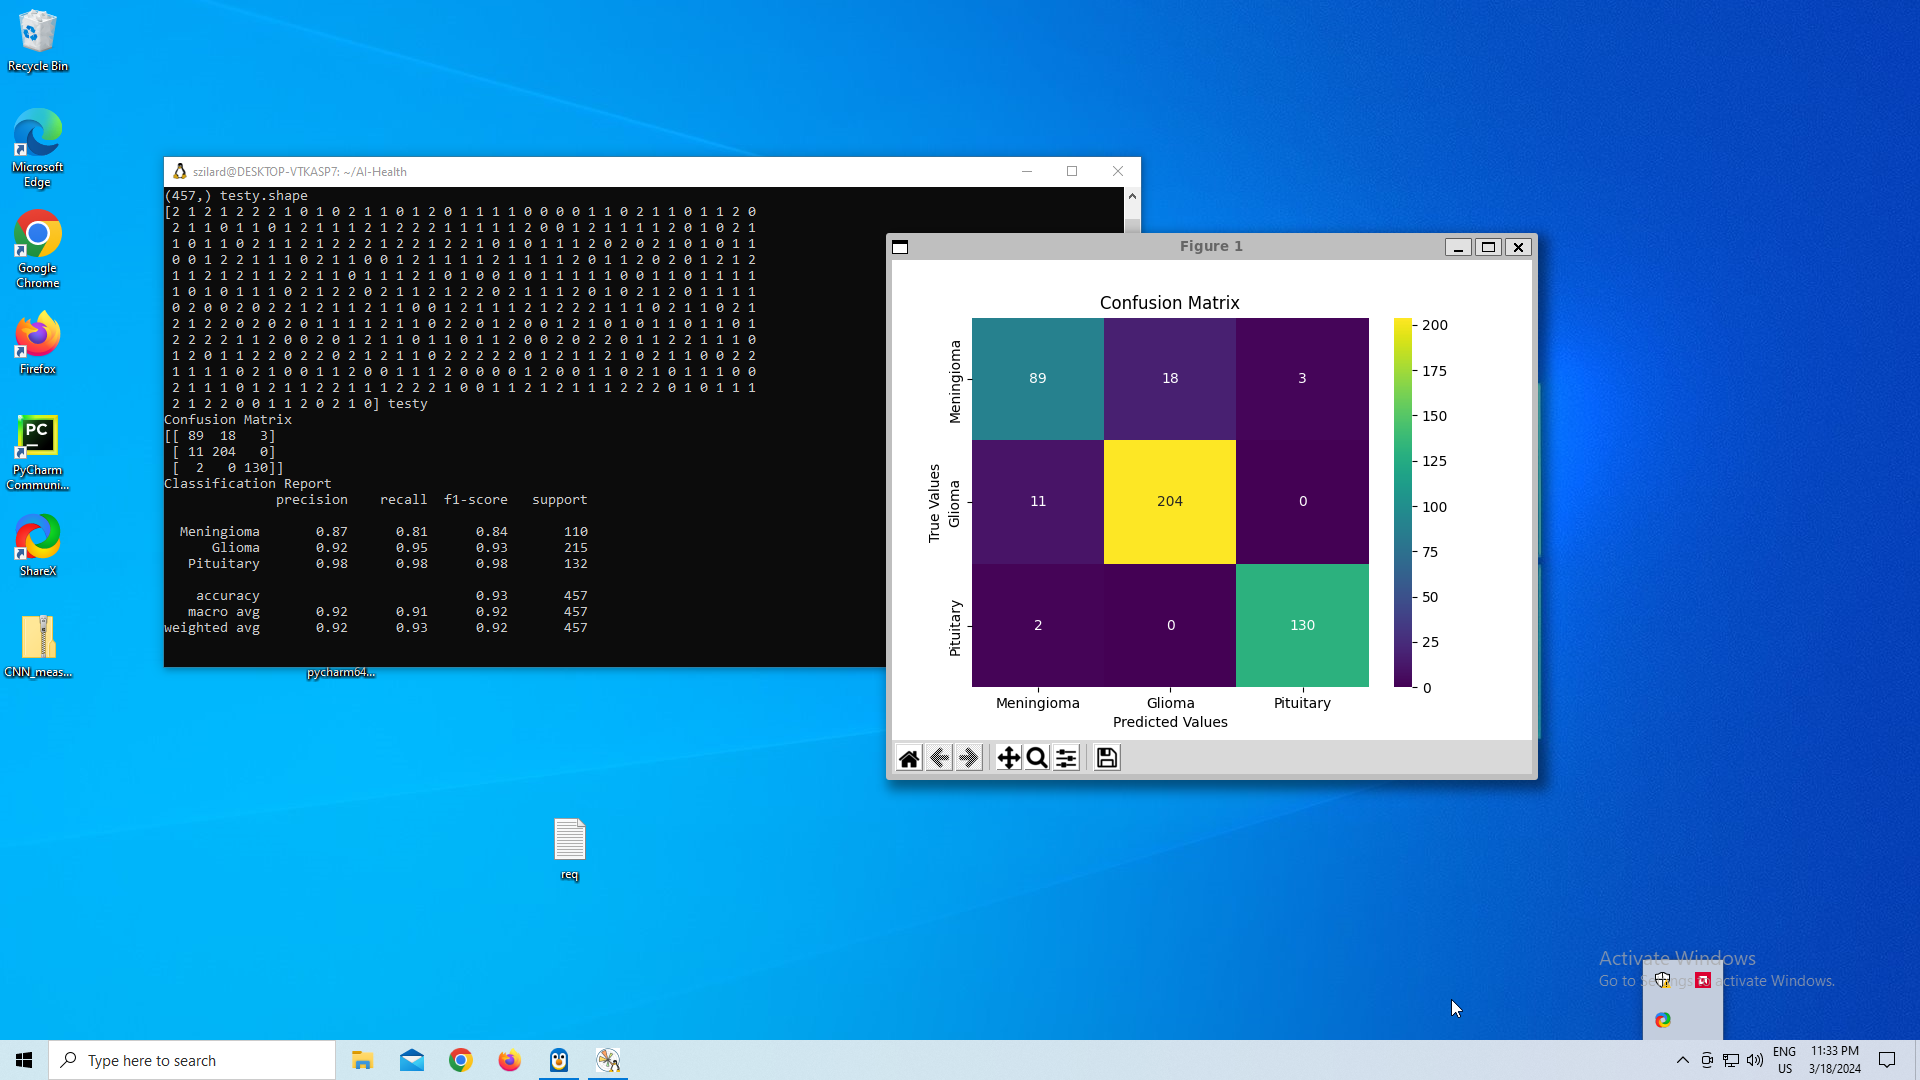 Recycle Bin
Microsoft
Edge
Google
Chrome
Firefox
PyCharm
Communi...
ShareX
CNN_meas...
szilard@DESKTOP-VTKASP7: ~/AI-Health
(457,) testy.shape
[2 1 2 1 2 2 2 1 0 1 0 2 1 1 0 1 2 0 1 1 1 1 0 0 0 0 1 1 0 2 1 1 0 1 1 2 0
2 1 1 0 1 1 0 1 1 2 1 2 2 2 1 1 1 1 1 2 0 0 1 2 1 1 1 1 2 0 1 0 2 1
1 0 1 1 0 2 1 1 2 1 2 2 2 1 2 2 1 0 1 0 1 1 1 2 0 2 0 2 1 0 1 0 1 1
0 0 1 2 2 1 1 1 0 2 1 1 0 0 1 2 1 1 1 1 2 1 1 1 1 2 0 1 1 2 0 2 0 1 2 1 2
1 1 2 1 2 1 1 2 2 1 1 0 1 1 1 2 1 0 1 0 0 1 0 1 1 1 1 1 0 0 1 1 0 1 1 1 1
1 0 1 0 1 1 1 0 2 1 2 2 0 2 1 1 2 1 2 2 0 2 1 1 1 2 0 1 0 2 1 2 0 1 1 1 1
0 2 0 0 2 0 2 2 1 2 1 1 2 1 1 0 0 1 1 1 2 1 2 2 2 1 1 1 0 2 1 1 0 2 1
2 1 2 2 0 2 0 2 0 1 1 1 1 2 1 1 0 2 2 0 1 2 0 0 1 2 1 0 1 0 1 1 0 1 1 0 1
2 2 2 2 1 1 2 0 0 2 0 1 2 1 1 0 1 1 0 1 1 2 0 0 2 0 2 2 0 1 1 2 2 1 1 1 0
1 2 0 1 1 2 2 0 2 2 0 2 1 2 1 1 0 2 2 2 2 2 0 1 2 1 1 2 1 0 2 1 1 0 0 2 2
1 1 1 1 0 2 1 0 0 1 2 0 0 1 1 1 2 0 0 0 0 1 2 0 0 1 1 0 2 1 0 1 1 1 0 0
2 1 1 1 0 1 2 1 1 2 2 1 1 1 2 2 2 1 0 0 1 1 2 1 2 1 1 1 2 2 2 0 1 0 1 1 1
2 1 2 2 0 0 1 1 2 0 2 1 0] testy
Confusion Matrix
[[ 89 18 3]
[ 11 204 0]
[ 2 0 130]]
Classification Report
precision recall f1-score support
Meningioma 0.87 0.81 0.84 110
Glioma 0.92 0.95 0.93 215
Pituitary 0.98 0.98 0.98 132
accuracy 0.93 457
macro avg 0.92 0.91 0.92 457
weighted avg 0.92 0.93 0.92 457
pycharm64...
req
Figure 1
Confusion Matrix
True Values
Meningioma
Glioma
Pituitary
89 18 3
11 204 0
2 0 130
Meningioma Glioma Pituitary
Predicted Values
200
175
150
125
100
75
50
25
0
Activate Windows
Go to Settings to activate Windows.
Type here to search
ENG
US
11:33 PM
3/18/2024